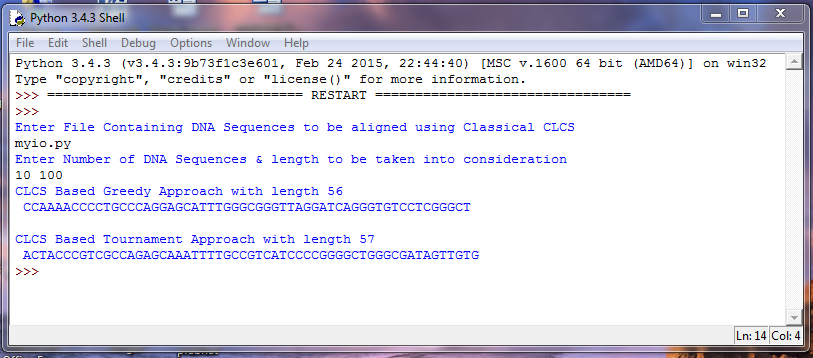 Python 3.4.3 Shell
File Edit Shell Debug Options Window Help
Python 3.4.3 (v3.4.3:9b73f1c3e601, Feb 24 2015, 22:44:40) [MSC v.1600 64 bit (AMD64)] on win32
Type "copyright", "credits" or "license()" for more information.
>>> ================================ RESTART ================================
>>>
Enter File Containing DNA Sequences to be aligned using Classical CLCS
myio.py
Enter Number of DNA Sequences & length to be taken into consideration
10 100
CLCS Based Greedy Approach with length 56
CCAAAACCCCTGCCCAGGAGCATTTGGGCGGGTTAGGATCAGGGTGTCCTCGGGCT
CLCS Based Tournament Approach with length 57
ACTACCCGTCGCCAGAGCAAATTTTGCCGTCATCCCCGGGGCTGGGCGATAGTTGTG
>>>
Ln: 14 Col: 4